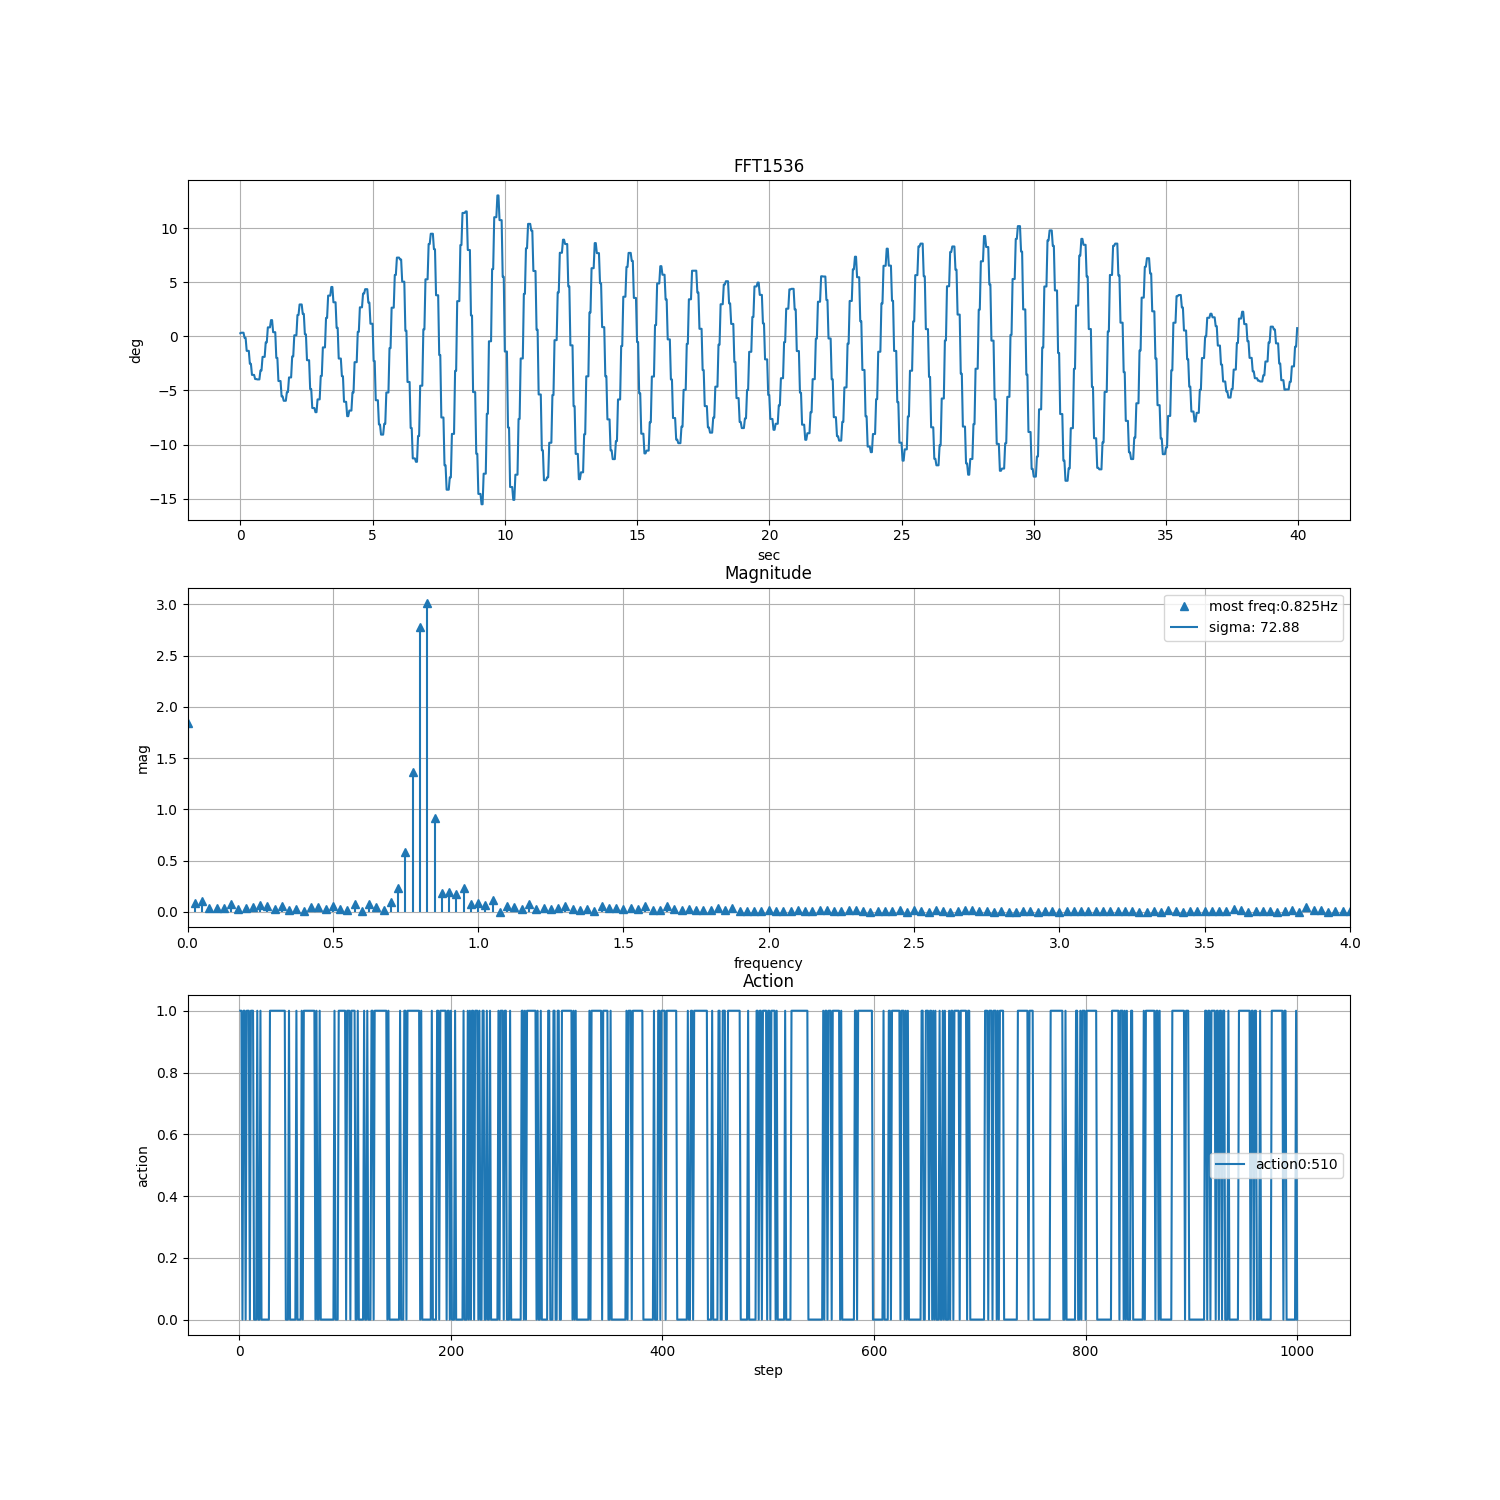 FFT1536
deg
10
5
0
−5
−10
−15
0 5 10 15 20 25 30 35 40
sec
Magnitude
mag
3.0
2.5
2.0
1.5
1.0
0.5
0.0
most freq:0.825Hz
sigma: 72.88
0.0 0.5 1.0 1.5 2.0 2.5 3.0 3.5 4.0
frequency
Action
action
1.0
0.8
0.6
0.4
0.2
0.0
action0:510
0 200 400 600 800 1000
step